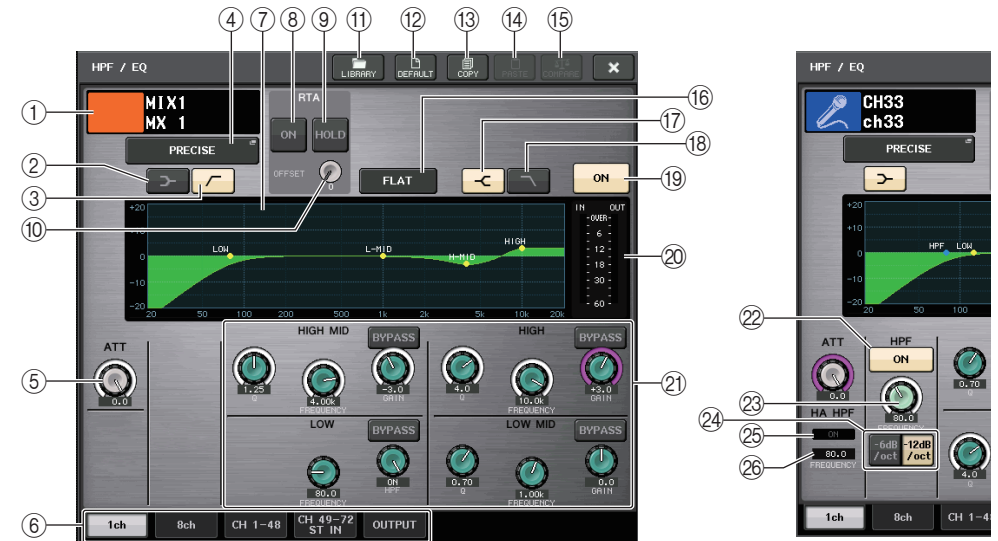 ④ ⑦ ⑧ ⑨ ⑪ ⑫ ⑬ ⑭ ⑮
HPF / EQ
LIBRARY
DEFAULT
COPY
PASTE
COMPARE
×
①
MIX1
MX 1
RTA
ON
HOLD
OFFSET
0
PRECISE
②
③
⑩
FLAT
⑯
⑰
⑱
ON
⑲
+20
+10
0
-10
-20
LOW
L-MID
H-MID
HIGH
20 50 100 200 500 1k 2k 5k 10k 20k
IN OUT
-OVER-
6
12
18
30
60
⑳
ATT
0.0
⑤
HIGH MID
BYPASS
1.25
Q
4.00k
FREQUENCY
-3.0
GAIN
HIGH
BYPASS
4.0
Q
10.0k
FREQUENCY
+3.0
GAIN
㉑
LOW
BYPASS
80.0
FREQUENCY
ON
HPF
LOW MID
BYPASS
0.70
Q
1.00k
FREQUENCY
0.0
GAIN
⑥
1ch
8ch
CH 1-48
CH 49-72
ST IN
OUTPUT
HPF / EQ
CH33
ch33
PRECISE
+20
+10
0
-10
-20
HPF LOW
20 50 100
㉒
ATT
0.0
HPF
ON
㉓
80.0
FREQUENCY
0.70
Q
㉔
HA HPF
㉕
ON
㉖
80.0
FREQUENCY
-6dB
/oct
-12dB
/oct
4.0
Q
1ch
8ch
CH 1-48